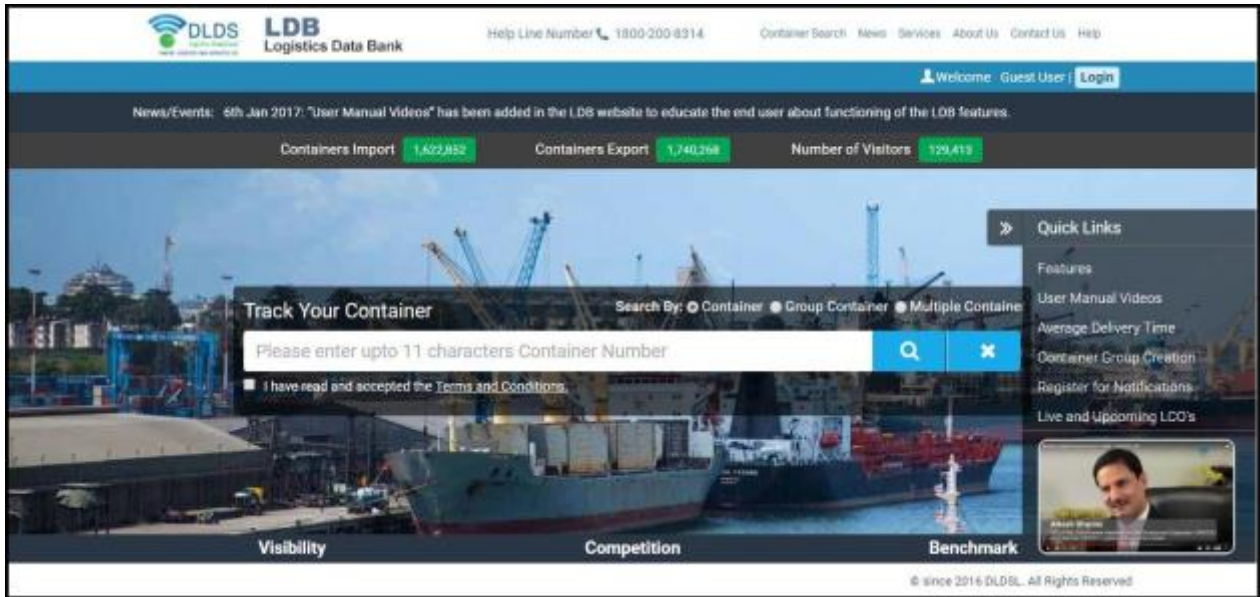 DLDS
LDB
Logistics Data Bank
Help Line Number 1800-200-8314
Container Search News Services About Us Contact Us Help
Welcome Guest User | Login
News/Events: 6th Jan 2017: "User Manual Videos" has been added in the LDB website to educate the end user about functioning of the LDB features.
Containers Import 1,622,852 Containers Export 1,740,268 Number of Visitors 129,413
Quick Links
Features
User Manual Videos
Average Delivery Time
Container Group Creation
Register for Notifications
Live and Upcoming LCO's
Track Your Container
Search By: Container Group Container Multiple Containe
Please enter upto 11 characters Container Number
I have read and accepted the Terms and Conditions.
Visibility Competition Benchmark
© since 2016 DLDSL. All Rights Reserved